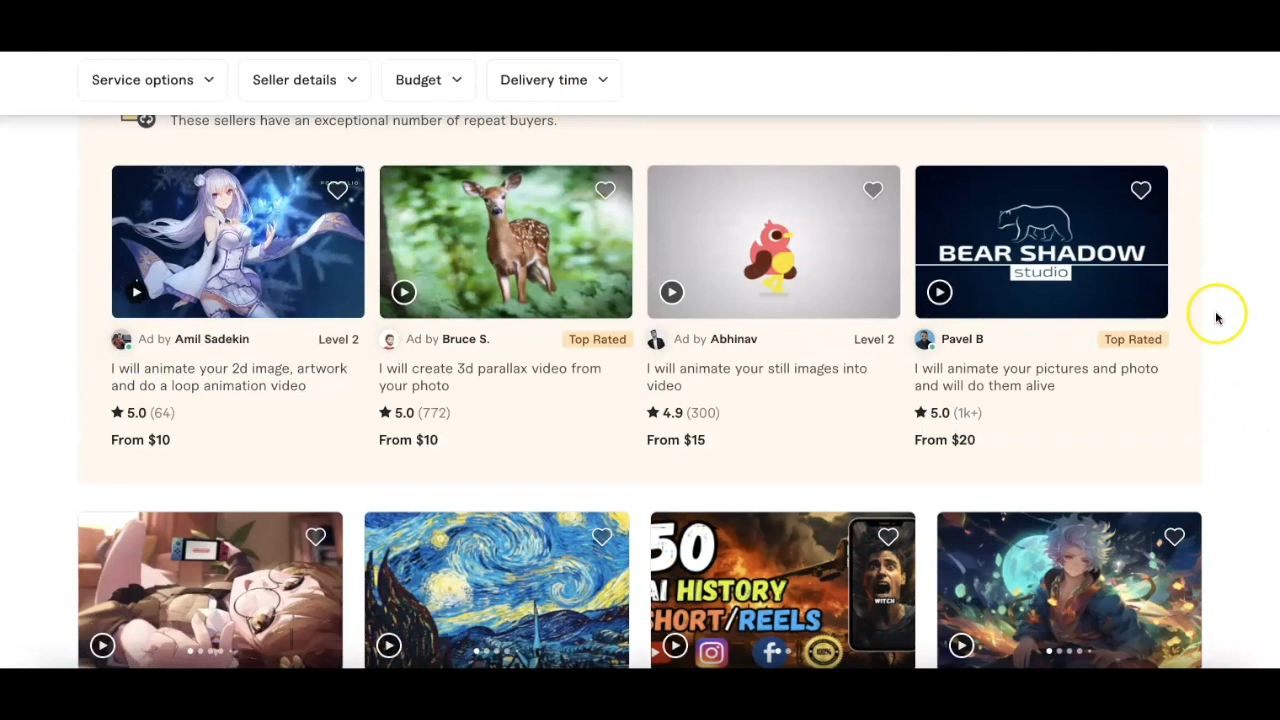 Service options
Seller details
Budget
Delivery time
These sellers have an exceptional number of repeat buyers.
BEAR SHADOW
studio
Ad by Amil Sadekin
Level 2
I will animate your 2d image, artwork
and do a loop animation video
5.0 (64)
From $10
Ad by Bruce S.
Top Rated
I will create 3d parallax video from
your photo
5.0 (772)
From $10
Ad by Abhinav
Level 2
I will animate your still images into
video
4.9 (300)
From $15
Pavel B
Top Rated
I will animate your pictures and photo
and will do them alive
5.0 (1k+)
From $20
50
AI HISTORY
SHORT/REELS
WITCH
100%